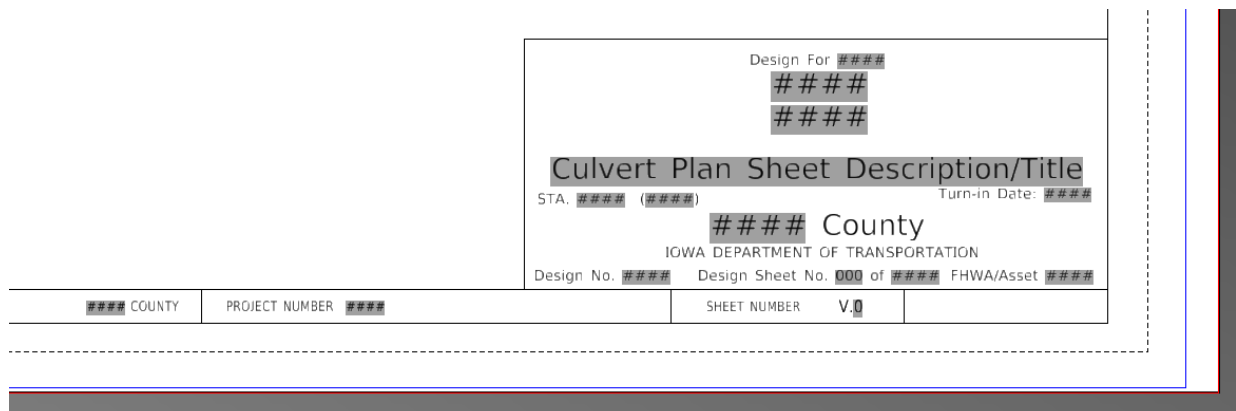 Design For ####
####
####
Culvert Plan Sheet Description/Title
STA. #### (####) Turn-in Date: ####
#### County
IOWA DEPARTMENT OF TRANSPORTATION
Design No. #### Design Sheet No. 000 of #### FHWA/Asset ####
#### COUNTY PROJECT NUMBER #### SHEET NUMBER V.0